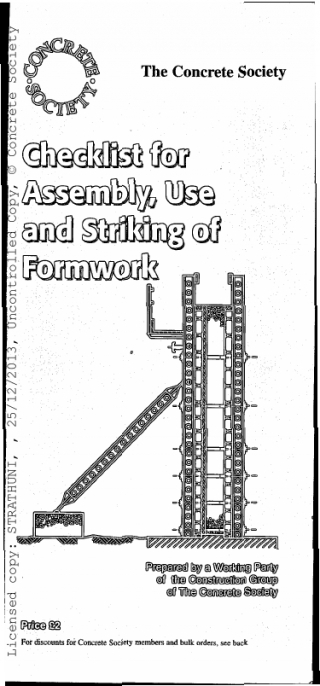 CONCRETE
SOCIETY
The Concrete Society
Checklist for
Assembly, Use
and Striking of
Formwork
Prepared by a Working Party
of the Construction Group
of The Concrete Society
Price £2
For discounts for Concrete Society members and bulk orders, see back
Licensed copy: STRATHUNI, , 25/12/2013, Uncontrolled Copy, © Concrete Society